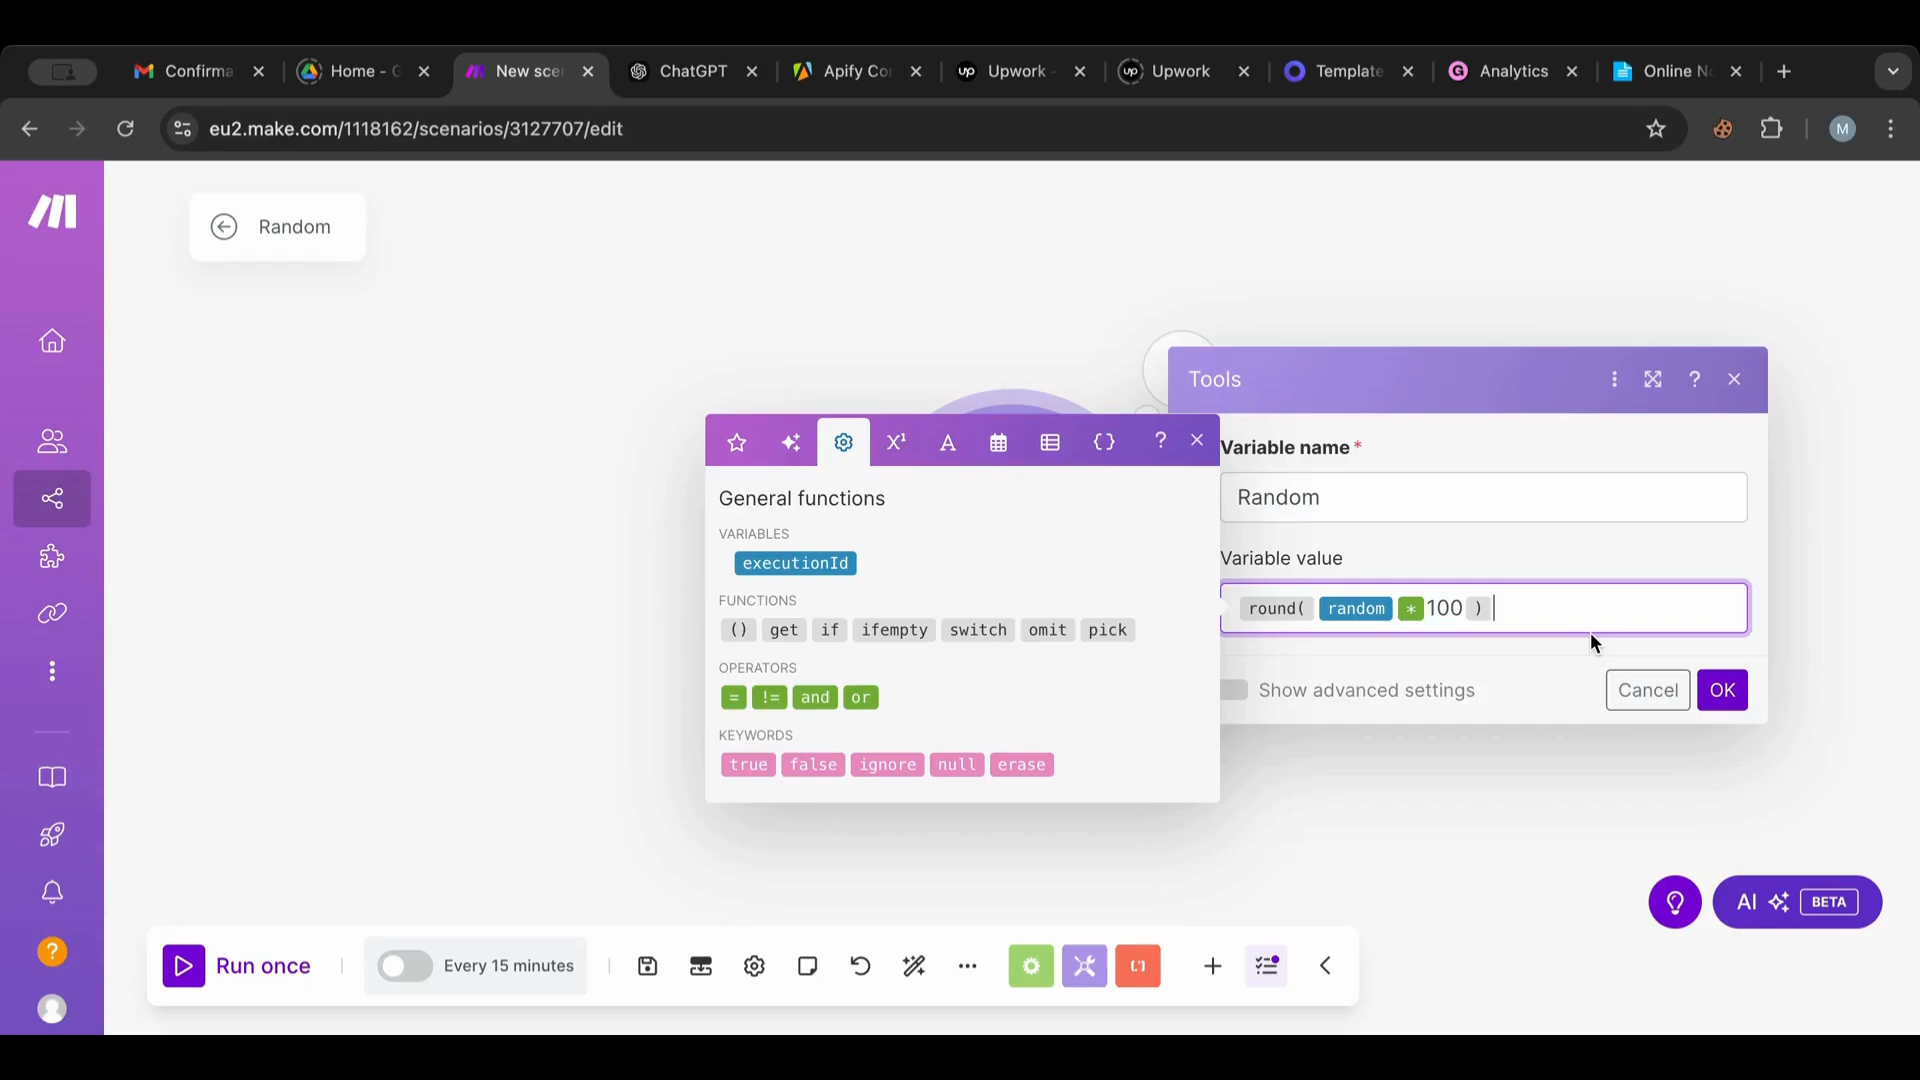 Confirma
Home - G
New scen
ChatGPT
Apify Cor
Upwork -
Upwork
Template
Analytics
Online No
eu2.make.com/1118162/scenarios/3127707/edit
M
Random
Tools
Variable name *
Random
Variable value
round( random * 100 )
Show advanced settings
Cancel
OK
General functions
VARIABLES
executionId
FUNCTIONS
() get if ifempty switch omit pick
OPERATORS
= != and or
KEYWORDS
true false ignore null erase
AI BETA
Run once
Every 15 minutes